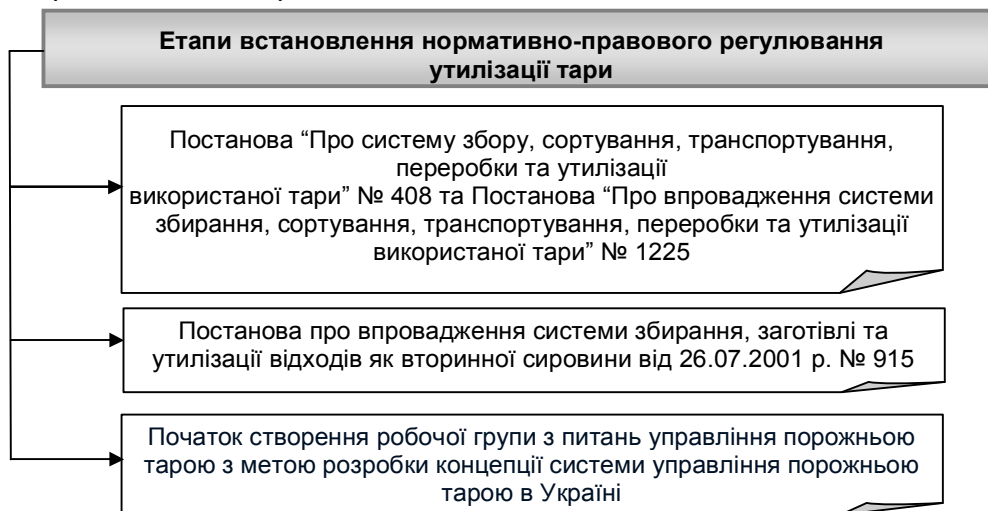 Етапи встановлення нормативно-правового регулювання
утилізації тари
Постанова “Про систему збору, сортування, транспортування,
переробки та утилізації
використаної тари” № 408 та Постанова “Про впровадження системи
збирання, сортування, транспортування, переробки та утилізації
використаної тари” № 1225
Постанова про впровадження системи збирання, заготівлі та
утилізації відходів як вторинної сировини від 26.07.2001 р. № 915
Початок створення робочої групи з питань управління порожньою
тарою з метою розробки концепції системи управління порожньою
тарою в Україні